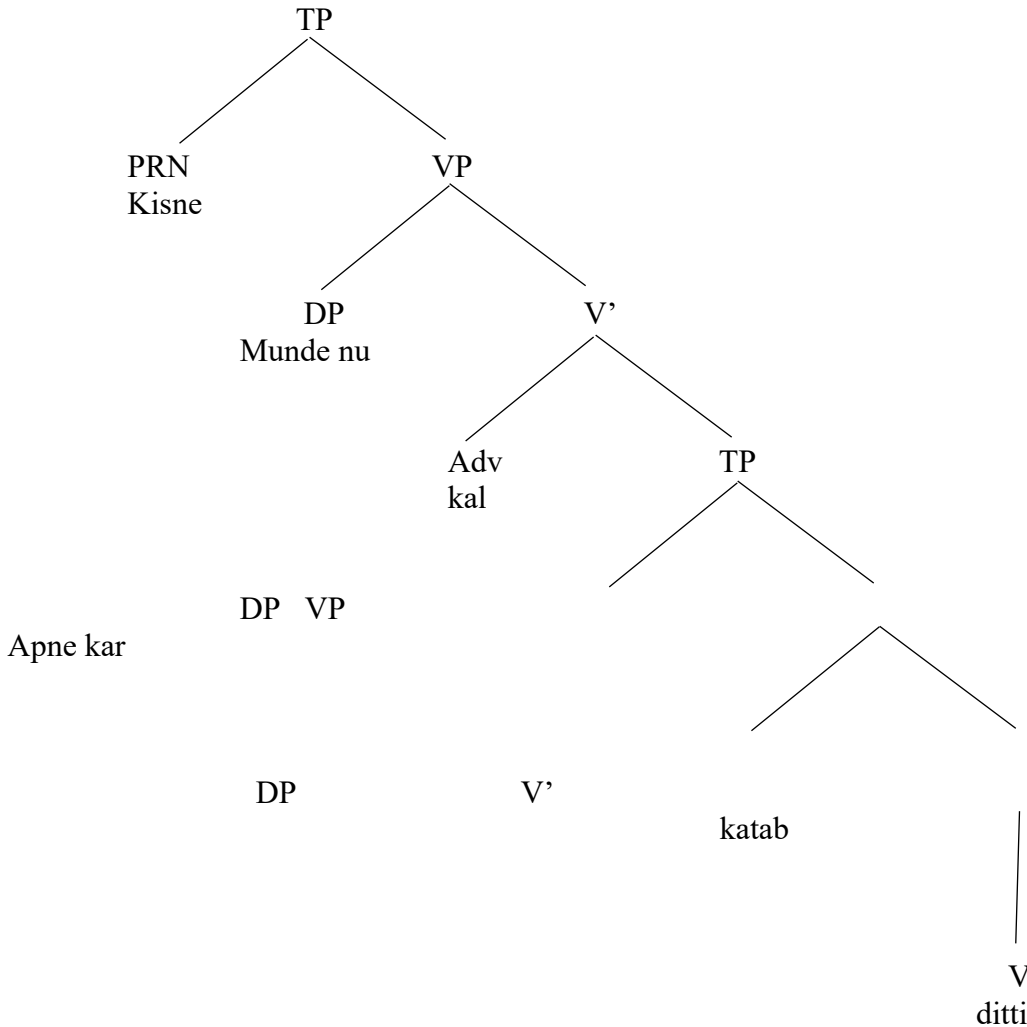 TP
PRN VP
Kisne
DP V’
Munde nu
Adv TP
kal
DP VP
Apne kar
DP V’
katab
V
ditti